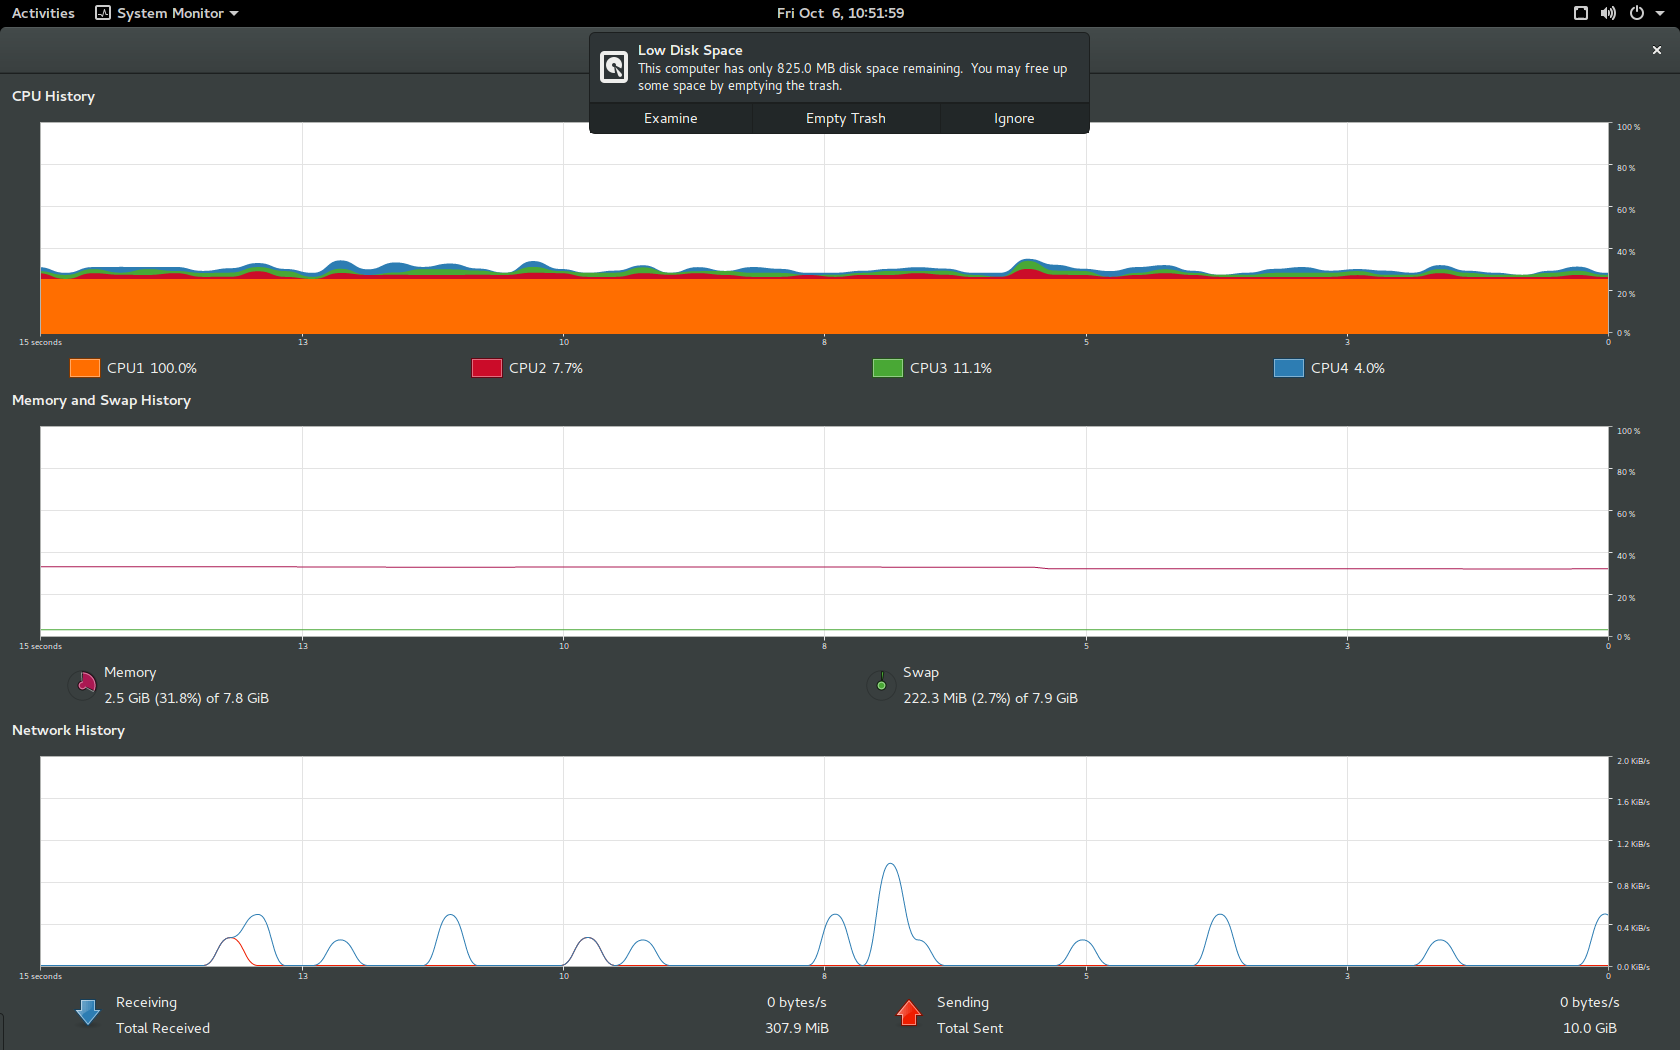 Activities System Monitor Fri Oct 6, 10:51:59
Low Disk Space
This computer has only 825.0 MB disk space remaining. You may free up
some space by emptying the trash.
Examine Empty Trash Ignore
CPU History
100 %
80 %
60 %
40 %
20 %
0 %
15 seconds 13 10 8 5 3 0
CPU1 100.0% CPU2 7.7% CPU3 11.1% CPU4 4.0%
Memory and Swap History
100 %
80 %
60 %
40 %
20 %
0 %
15 seconds 13 10 8 5 3 0
Memory Swap
2.5 GiB (31.8%) of 7.8 GiB 222.3 MiB (2.7%) of 7.9 GiB
Network History
2.0 KiB/s
1.6 KiB/s
1.2 KiB/s
0.8 KiB/s
0.4 KiB/s
0.0 KiB/s
15 seconds 13 10 8 5 3 0
Receiving 0 bytes/s Sending 0 bytes/s
Total Received 307.9 MiB Total Sent 10.0 GiB